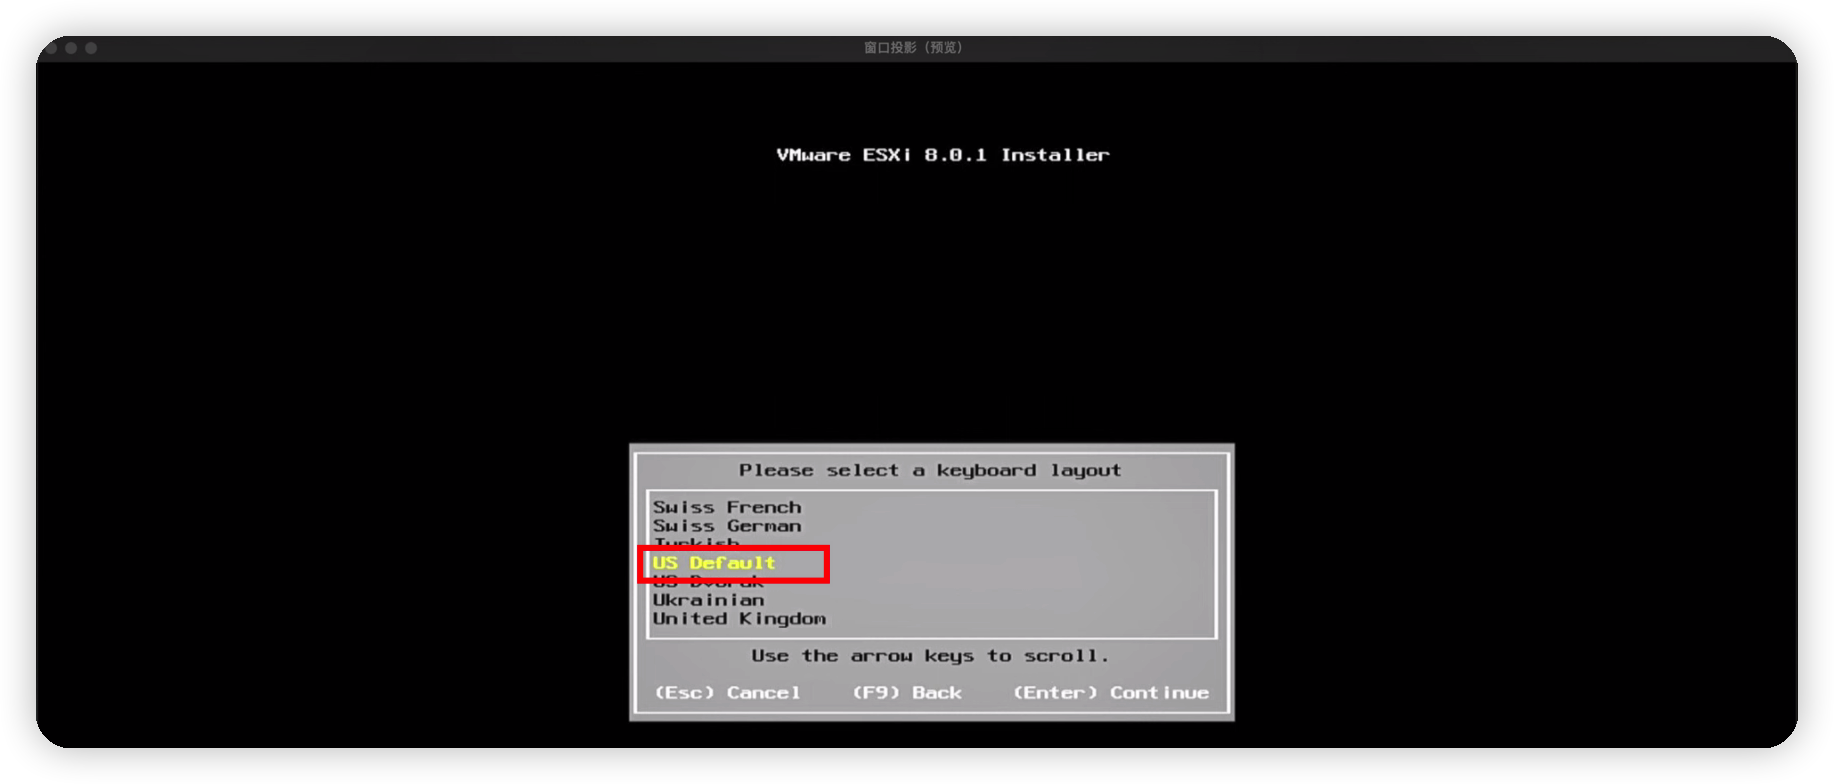 窗口投影（预览）
VMware ESXi 8.0.1 Installer
Please select a keyboard layout
Swiss French
Swiss German
Turkish
US Default
US Dvorak
Ukrainian
United Kingdom
Use the arrow keys to scroll.
(Esc) Cancel (F9) Back (Enter) Continue